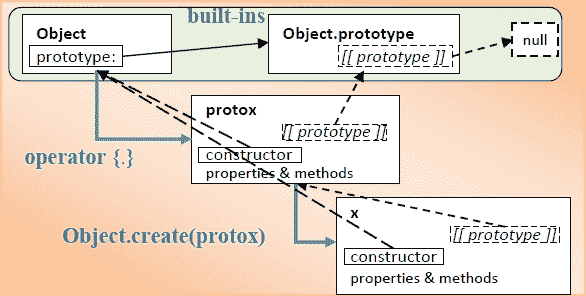 built-ins
Object
prototype:
Object.prototype
[[ prototype ]]
null
protox
[[ prototype ]]
constructor
properties & methods
operator {.}
Object.create(protox)
x
[[ prototype ]]
constructor
properties & methods